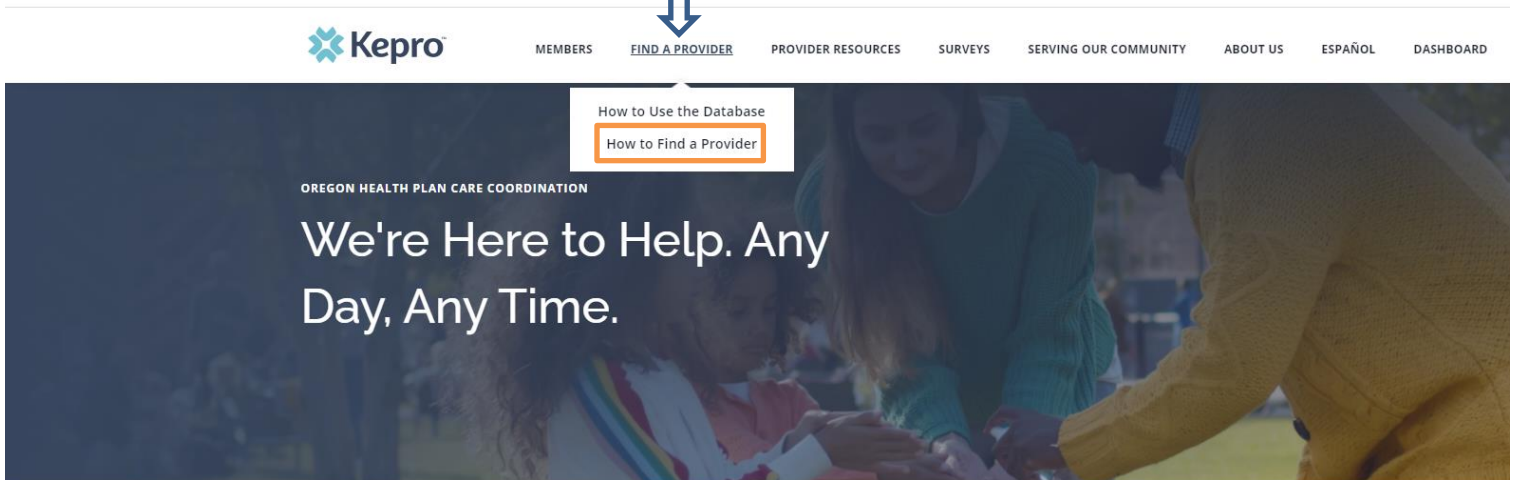 Kepro™
MEMBERS FIND A PROVIDER PROVIDER RESOURCES SURVEYS SERVING OUR COMMUNITY ABOUT US ESPAÑOL DASHBOARD
How to Use the Database
How to Find a Provider
OREGON HEALTH PLAN CARE COORDINATION
We're Here to Help. Any
Day, Any Time.